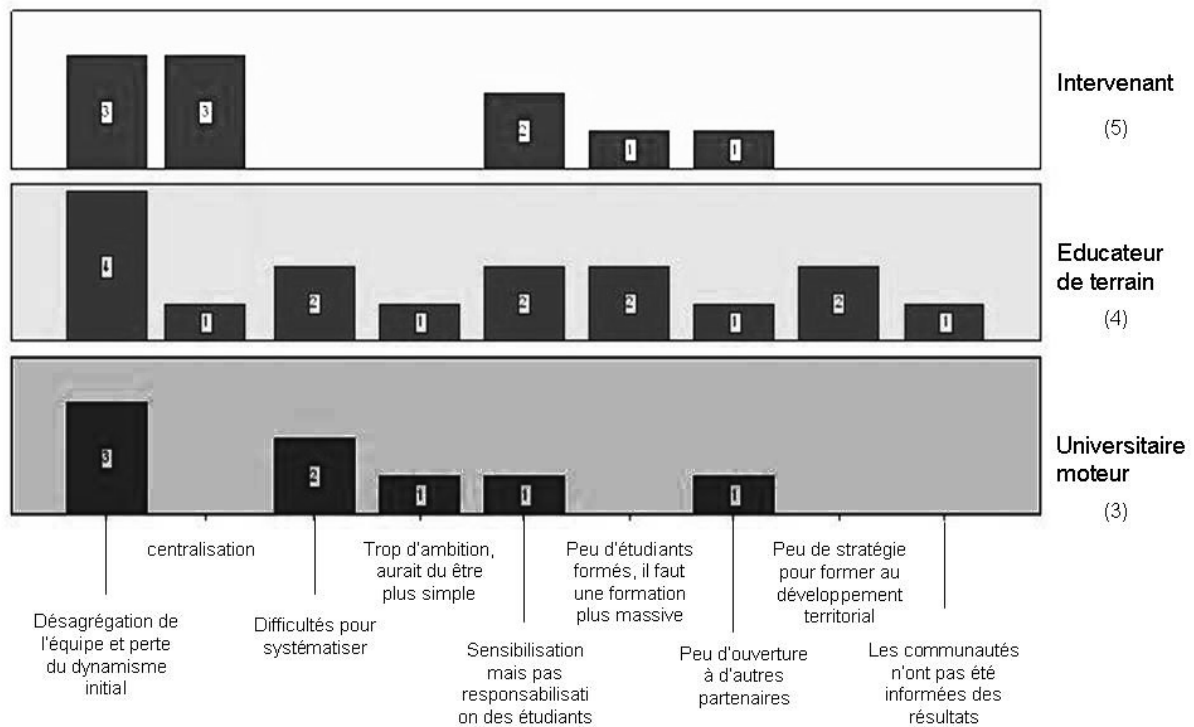 3
3
2
1
1
Intervenant
(5)
4
1
2
1
2
2
1
2
1
Educateur
de terrain
(4)
3
2
1
1
1
Universitaire
moteur
(3)
Désagrégation de
l'équipe et perte
du dynamisme
initial
centralisation
Difficultés pour
systématiser
Trop d'ambition,
aurait du être
plus simple
Sensibilisation
mais pas
responsabilisati
on des étudiants
Peu d'étudiants
formés, il faut
une formation
plus massive
Peu d'ouverture
à d'autres
partenaires
Peu de stratégie
pour former au
développement
territorial
Les communautés
n'ont pas été
informées des
résultats